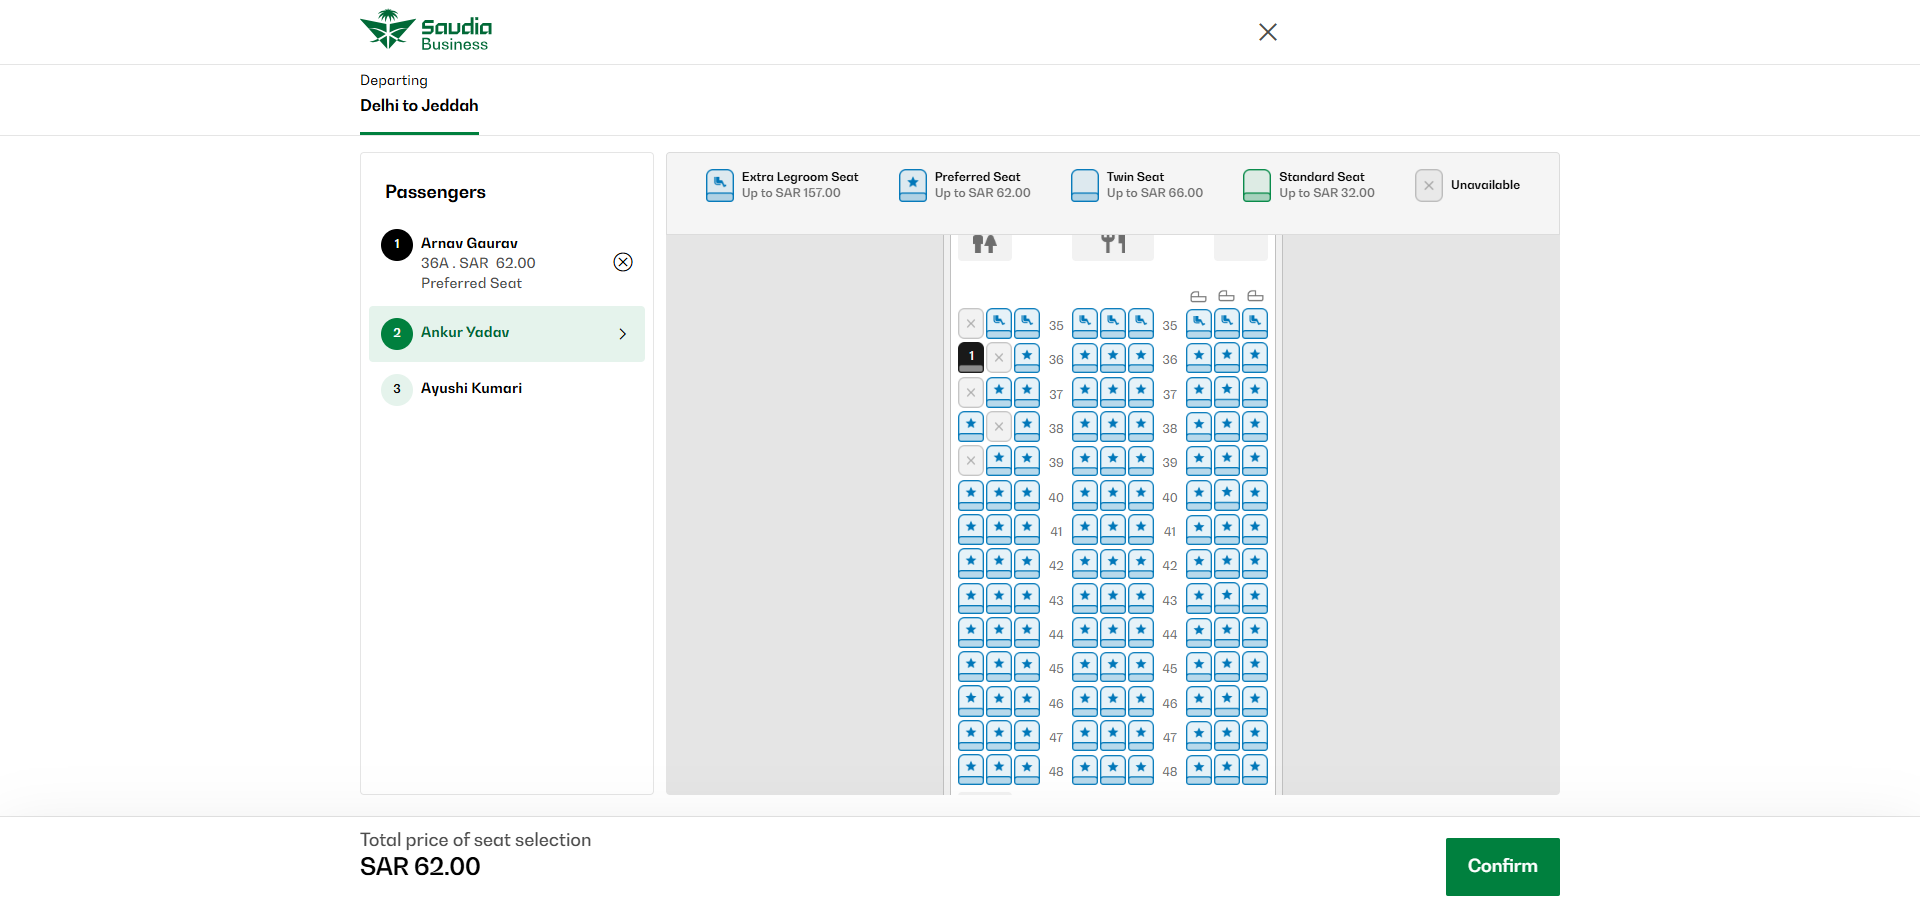 Saudia
Business
Departing
Delhi to Jeddah
Passengers
1
Arnav Gaurav
36A . SAR 62.00
Preferred Seat
2
Ankur Yadav
3
Ayushi Kumari
Extra Legroom Seat
Up to SAR 157.00
Preferred Seat
Up to SAR 62.00
Twin Seat
Up to SAR 66.00
Standard Seat
Up to SAR 32.00
Unavailable
35 35
1 36 36
37 37
38 38
39 39
40 40
41 41
42 42
43 43
44 44
45 45
46 46
47 47
48 48
Total price of seat selection
SAR 62.00
Confirm